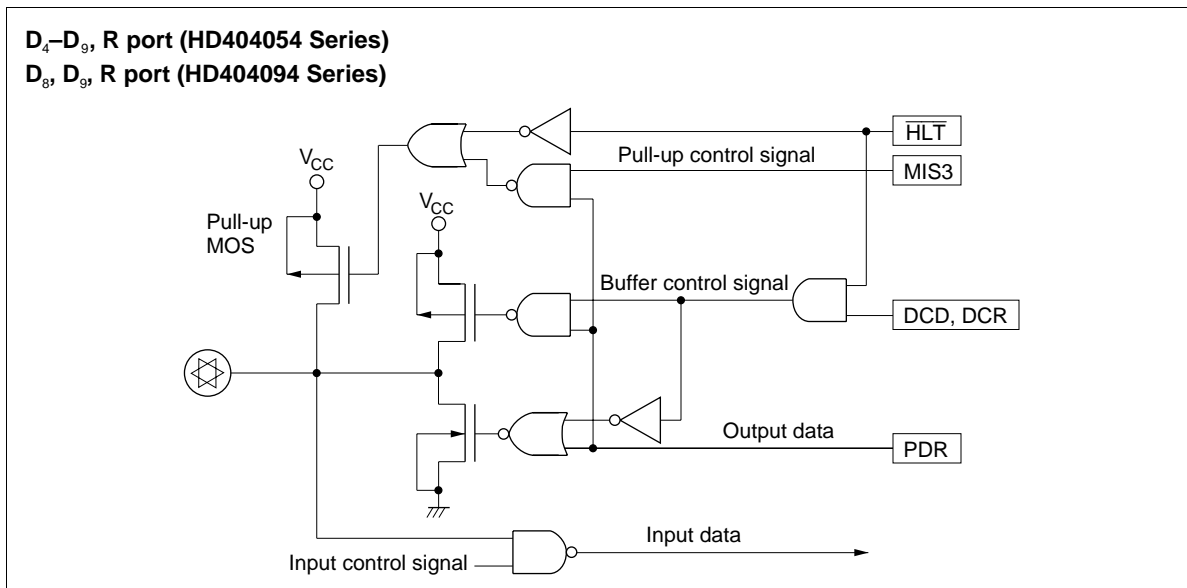 D₄–D₉, R port (HD404054 Series)
D₈, D₉, R port (HD404094 Series)
HLT
Pull-up control signal
MIS3
VCC
VCC
Pull-up
MOS
Buffer control signal
DCD, DCR
Output data
PDR
Input data
Input control signal